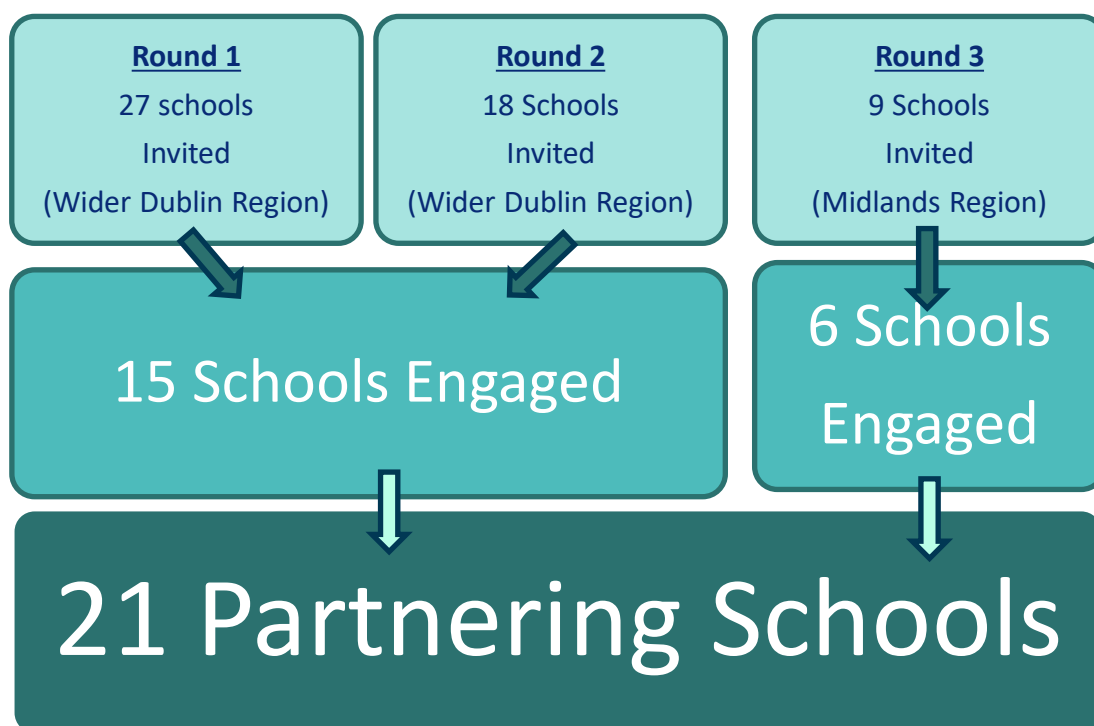 Round 1
27 schools
Invited
(Wider Dublin Region)
Round 2
18 Schools
Invited
(Wider Dublin Region)
Round 3
9 Schools
Invited
(Midlands Region)
15 Schools Engaged
6 Schools
Engaged
21 Partnering Schools